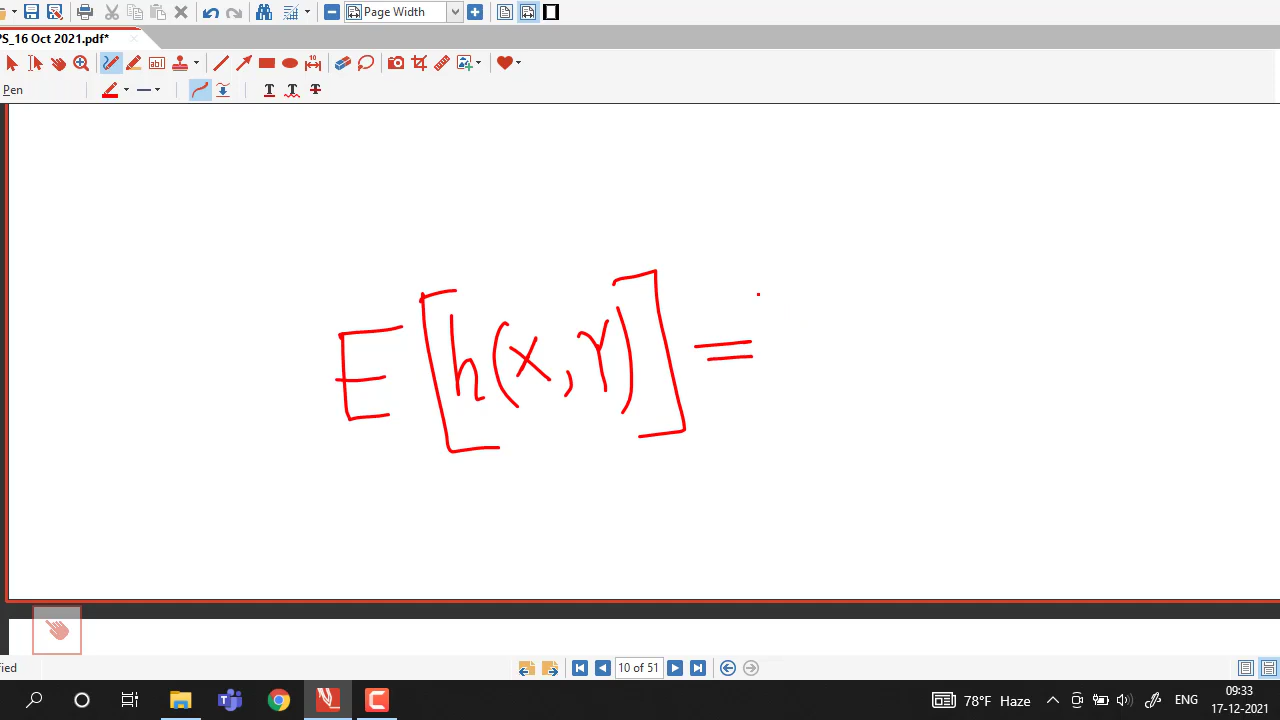 Page Width
PS_16 Oct 2021.pdf*
Pen
E[h(X,Y)] =
10 of 51
78°F Haze ENG 09:33
17-12-2021